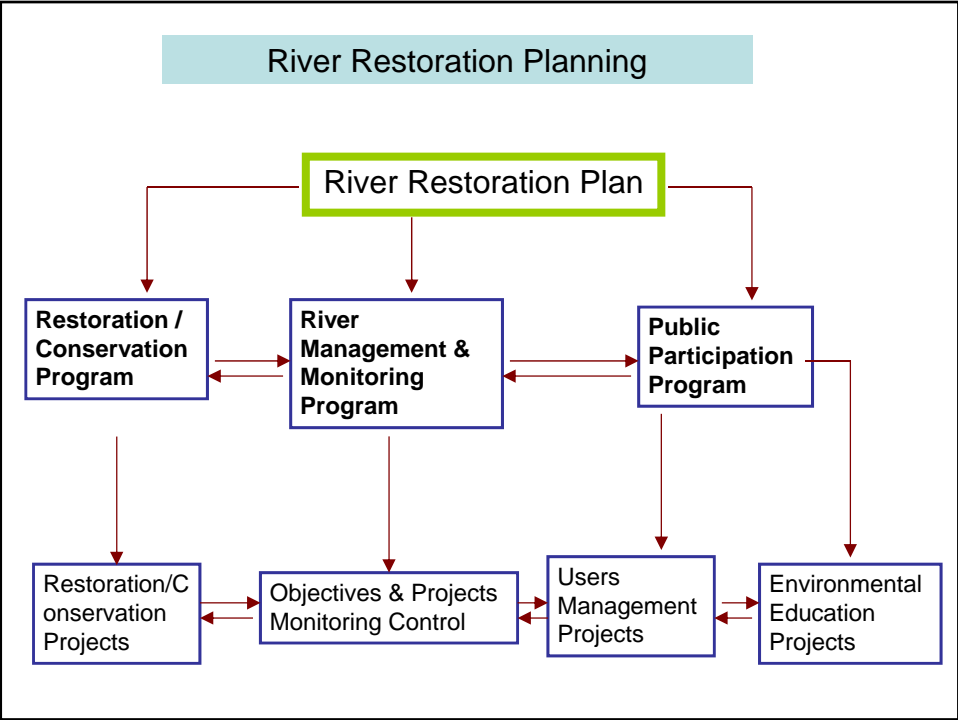 River Restoration Planning
River Restoration Plan
Restoration /
Conservation
Program
River
Management &
Monitoring
Program
Public
Participation
Program
Restoration/C
onservation
Projects
Objectives & Projects
Monitoring Control
Users
Management
Projects
Environmental
Education
Projects